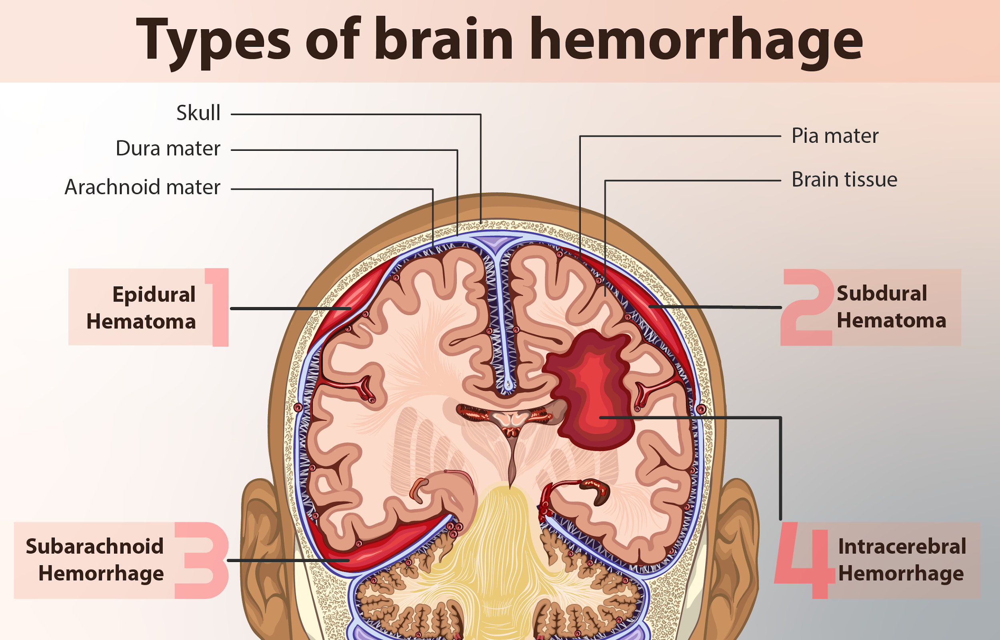 Types of brain hemorrhage
Skull
Dura mater
Arachnoid mater
Pia mater
Brain tissue
1
Epidural
Hematoma
2
Subdural
Hematoma
3
Subarachnoid
Hemorrhage
4
Intracerebral
Hemorrhage